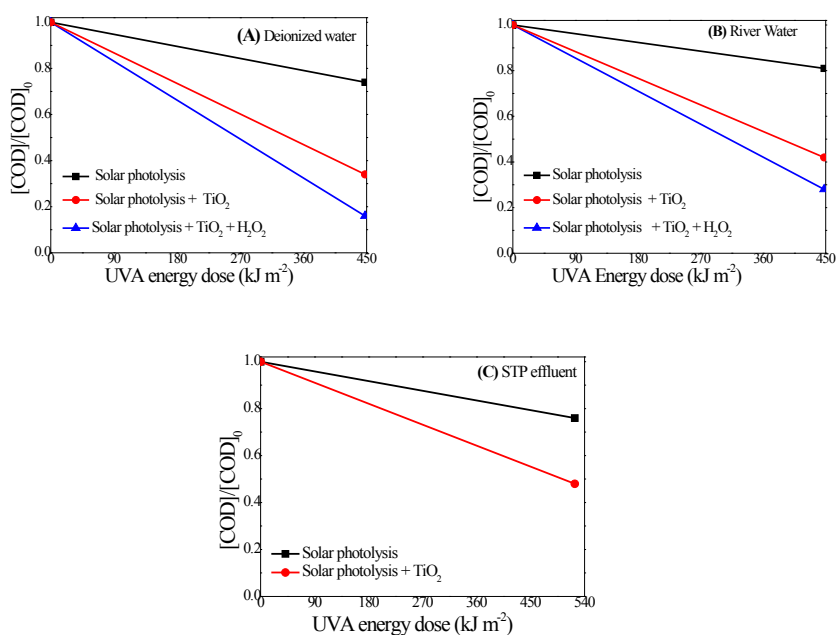 (A) Deionized water
1.0
0.8
0.6
0.4
0.2
0.0
[COD]/[COD]₀
Solar photolysis
Solar photolysis + TiO₂
Solar photolysis + TiO₂ + H₂O₂
0 90 180 270 360 450
UVA energy dose (kJ m⁻²)
(B) River Water
1.0
0.8
0.6
0.4
0.2
0.0
[COD]/[COD]₀
Solar photolysis
Solar photolysis + TiO₂
Solar photolysis + TiO₂ + H₂O₂
0 90 180 270 360 450
UVA Energy dose (kJ m⁻²)
(C) STP effluent
1.0
0.8
0.6
0.4
0.2
0.0
[COD]/[COD]₀
Solar photolysis
Solar photolysis + TiO₂
0 90 180 270 360 450 540
UVA energy dose (kJ m⁻²)